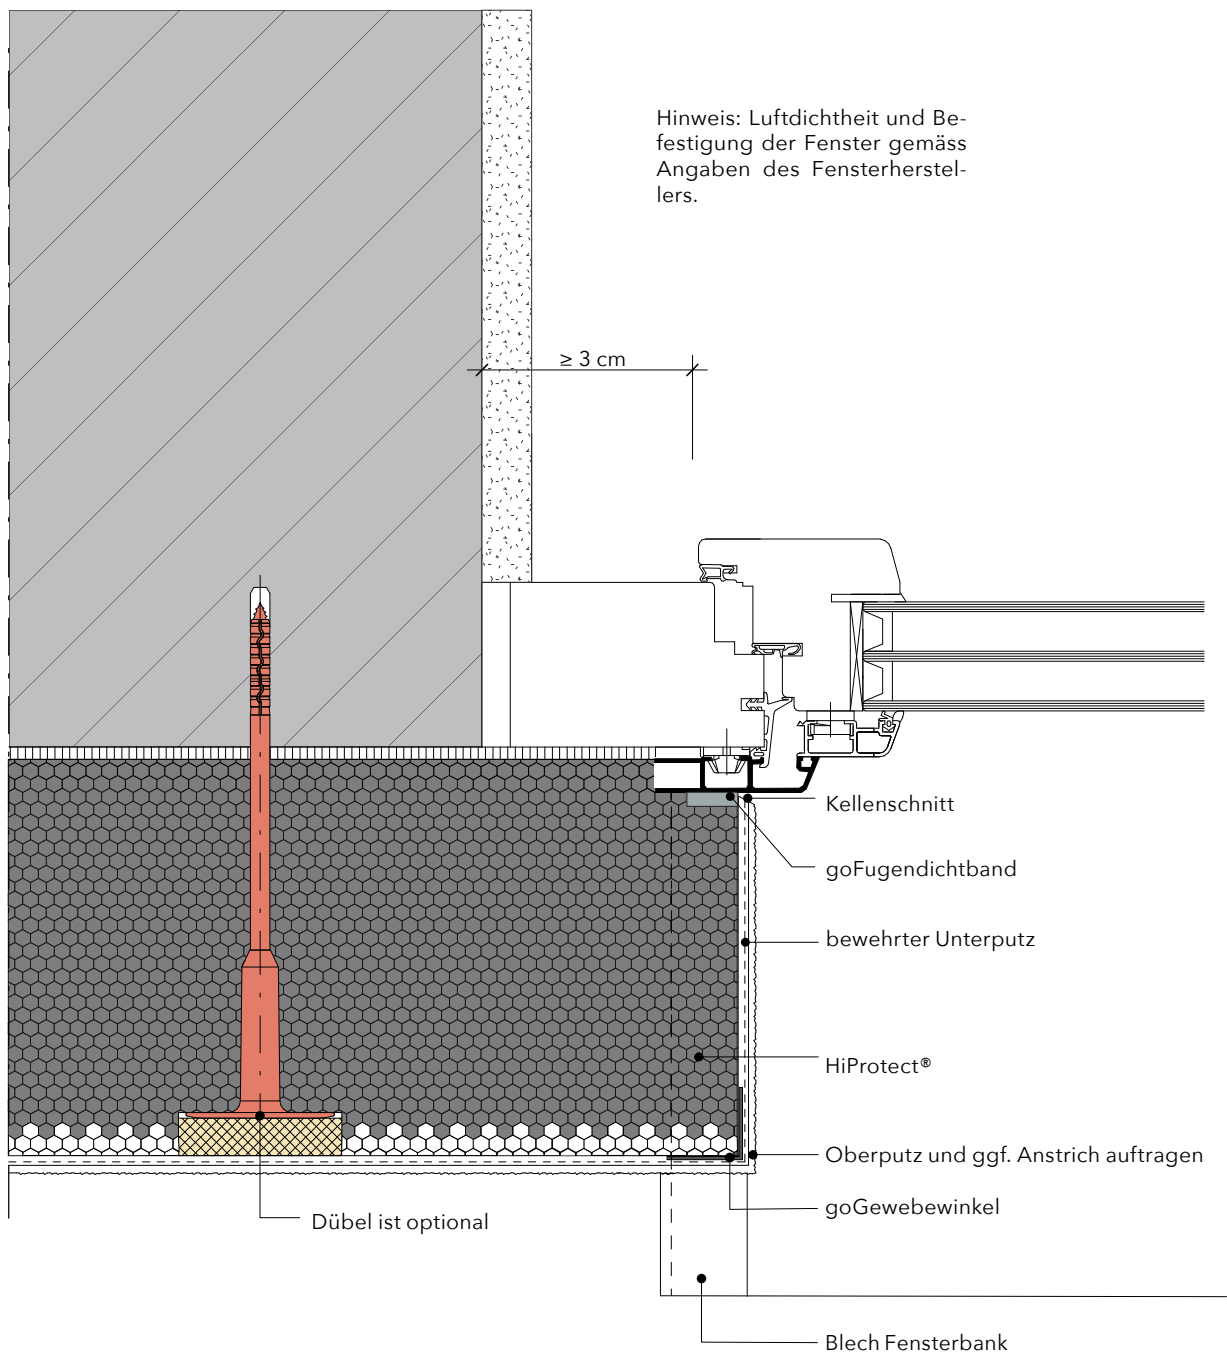 Hinweis: Luftdichtheit und Be-
festigung der Fenster gemäss
Angaben des Fensterherstel-
lers.
≥ 3 cm
Kellenschnitt
goFugendichtband
bewehrter Unterputz
HiProtect®
Oberputz und ggf. Anstrich auftragen
goGewebewinkel
Dübel ist optional
Blech Fensterbank